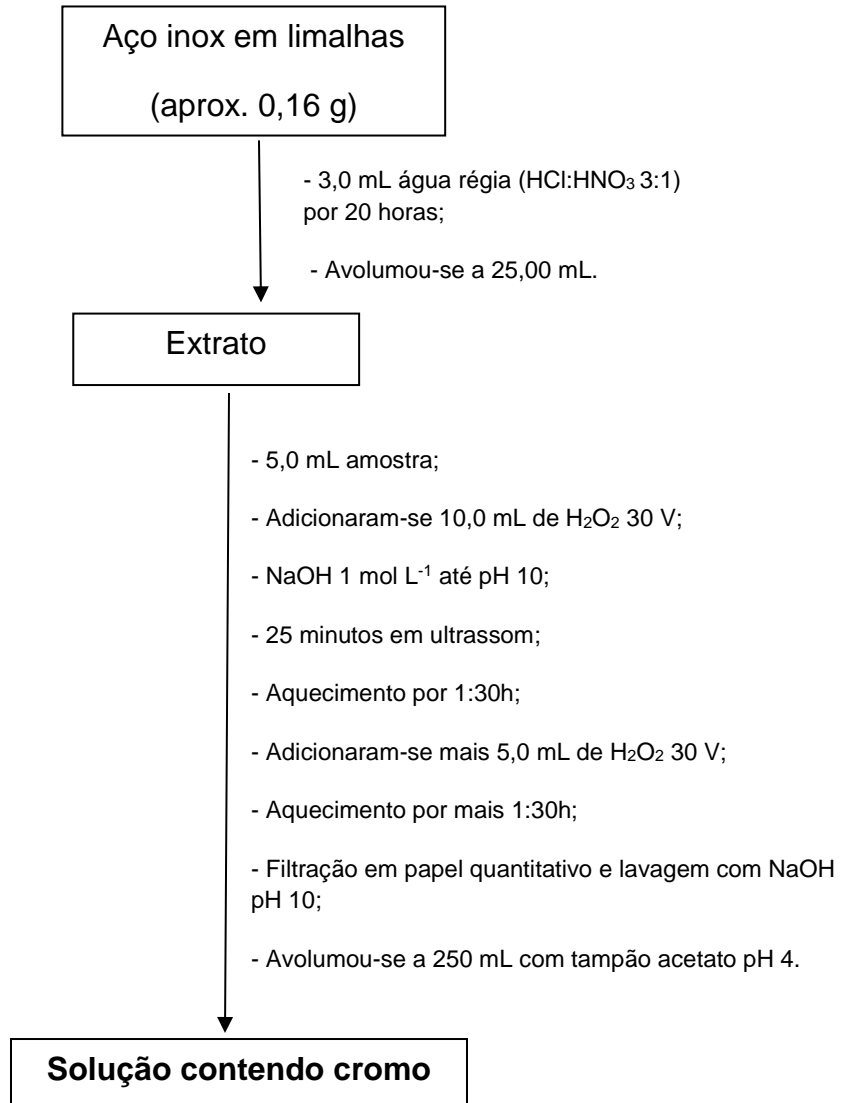 Aço inox em limalhas
(aprox. 0,16 g)
- 3,0 mL água régia (HCl:HNO₃ 3:1)
por 20 horas;
- Avolumou-se a 25,00 mL.
Extrato
- 5,0 mL amostra;
- Adicionaram-se 10,0 mL de H₂O₂ 30 V;
- NaOH 1 mol L⁻¹ até pH 10;
- 25 minutos em ultrassom;
- Aquecimento por 1:30h;
- Adicionaram-se mais 5,0 mL de H₂O₂ 30 V;
- Aquecimento por mais 1:30h;
- Filtração em papel quantitativo e lavagem com NaOH
pH 10;
- Avolumou-se a 250 mL com tampão acetato pH 4.
Solução contendo cromo